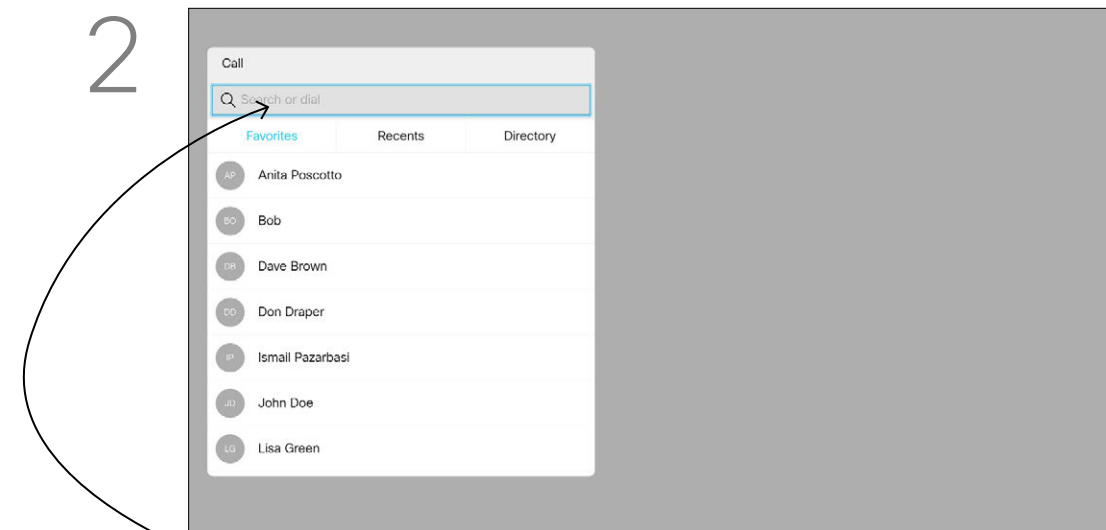 2
Call
Search or dial
Favorites Recents Directory
AP Anita Poscotto
BO Bob
DB Dave Brown
DD Don Draper
IP Ismail Pazarbasi
JD John Doe
LG Lisa Green